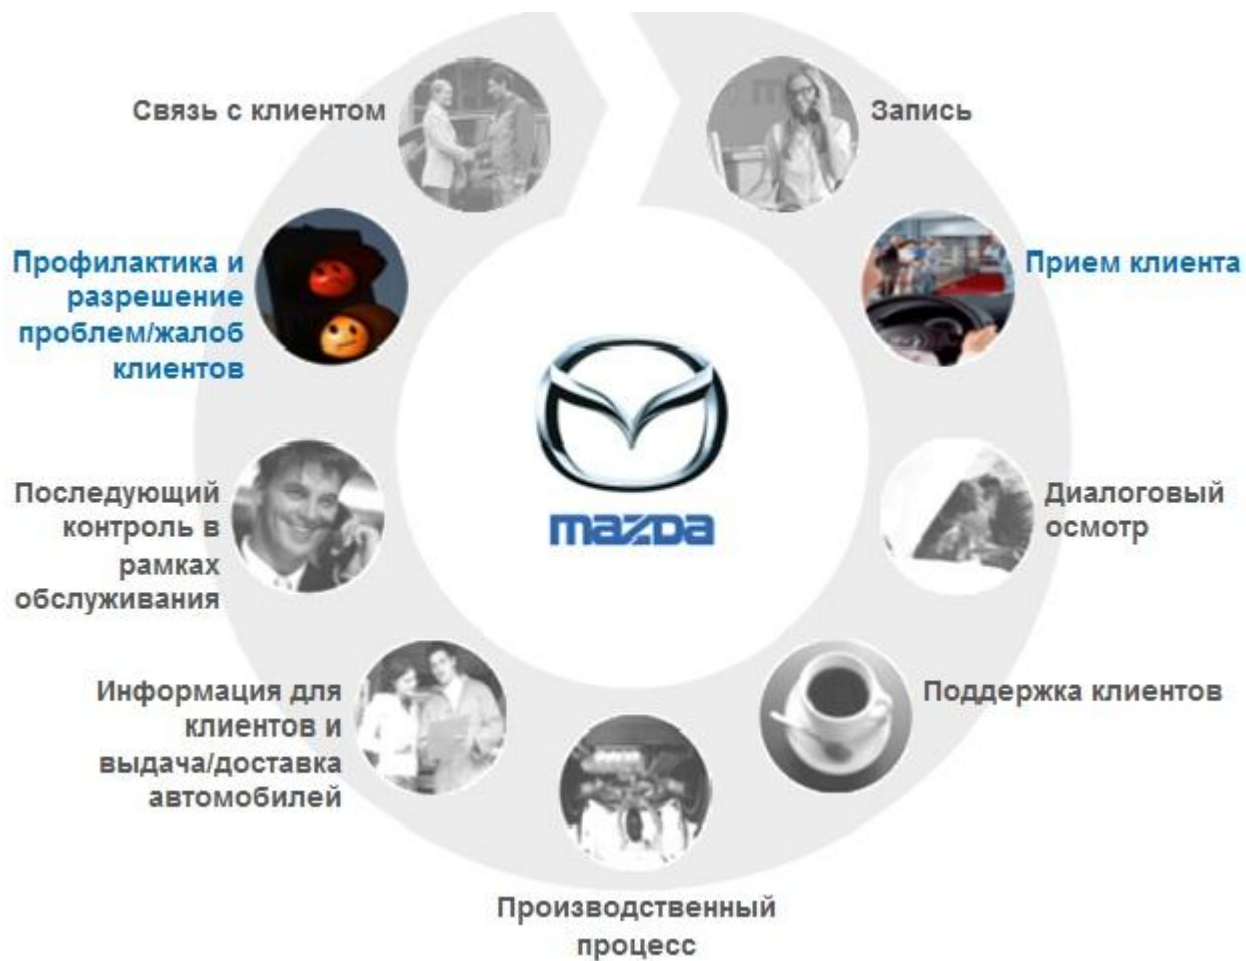 Связь с клиентом
Запись
Профилактика и
разрешение
проблем/жалоб
клиентов
Прием клиента
mazda
Последующий
контроль в
рамках
обслуживания
Диалоговый
осмотр
Информация для
клиентов и
выдача/доставка
автомобилей
Поддержка клиентов
Производственный
процесс